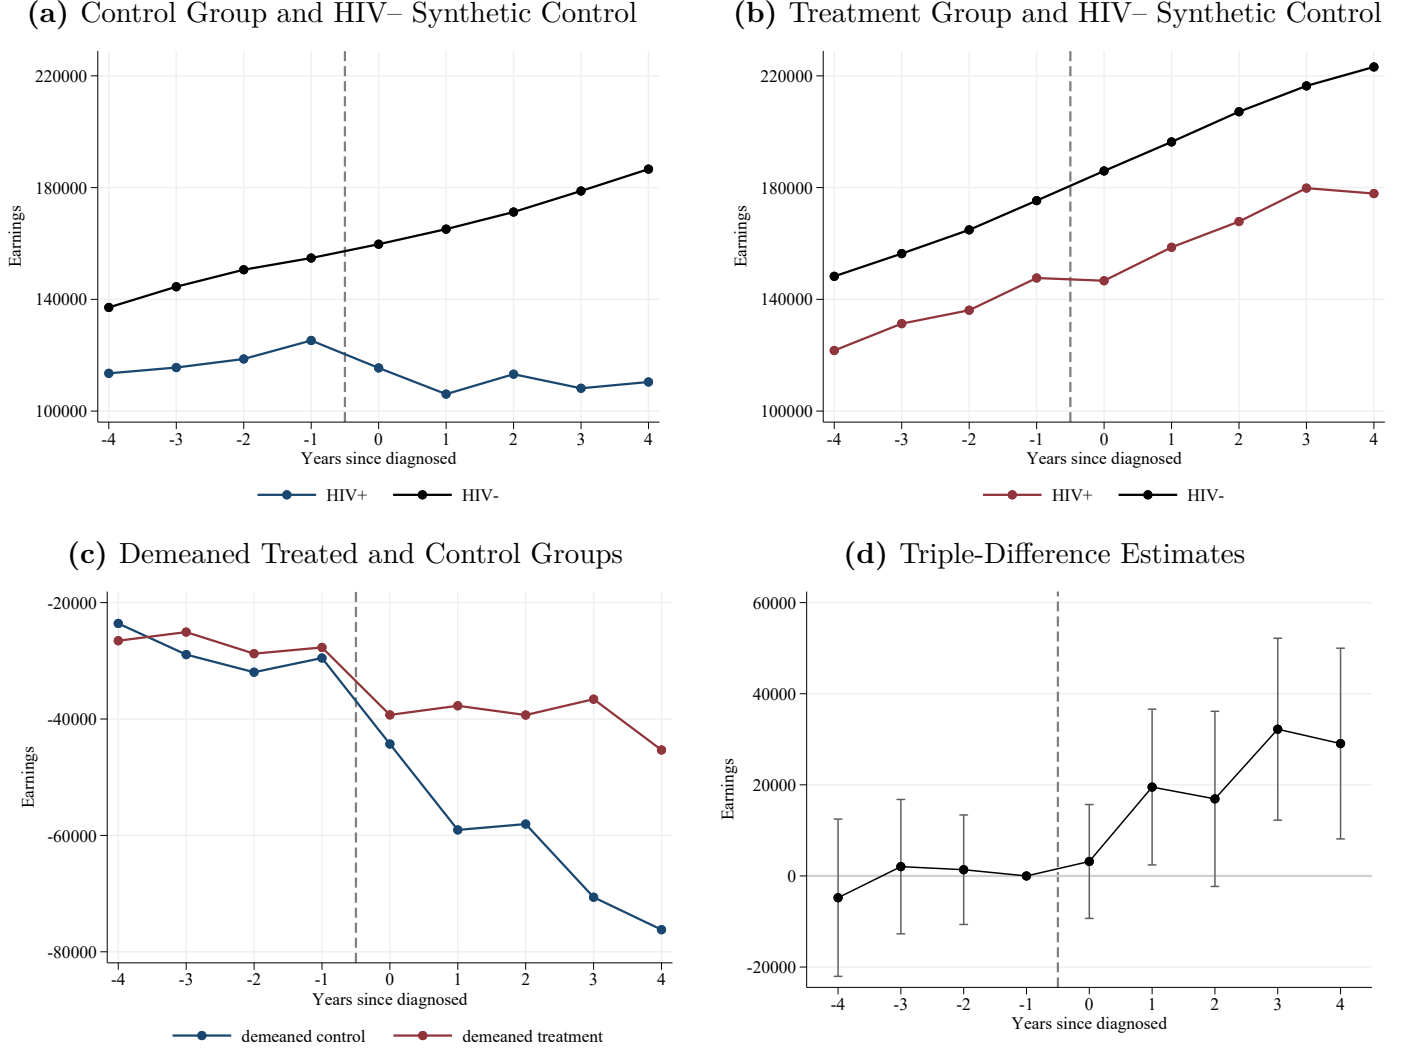 (a) Control Group and HIV– Synthetic Control
220000
180000
140000
100000
Earnings
-4 -3 -2 -1 0 1 2 3 4
Years since diagnosed
HIV+ HIV-
(b) Treatment Group and HIV– Synthetic Control
220000
180000
140000
100000
Earnings
-4 -3 -2 -1 0 1 2 3 4
Years since diagnosed
HIV+ HIV-
(c) Demeaned Treated and Control Groups
-20000
-40000
-60000
-80000
Earnings
-4 -3 -2 -1 0 1 2 3 4
Years since diagnosed
demeaned control demeaned treatment
(d) Triple-Difference Estimates
60000
40000
20000
0
-20000
Earnings
-4 -3 -2 -1 0 1 2 3 4
Years since diagnosed